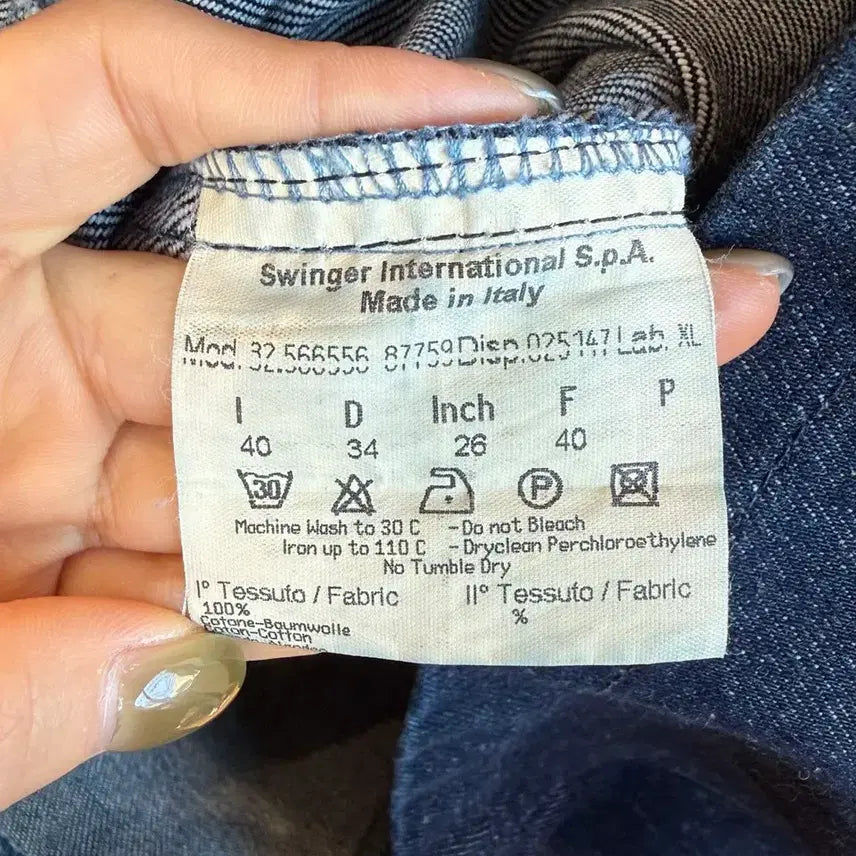 Swinger International S.p.A.
Made in Italy
Mod. 32.566556 87759 Disp.025147 Lab. XL
I D Inch F P
40 34 26 40
30 P
Machine Wash to 30 C -Do not Bleach
Iron up to 110 C -Dryclean Perchloroethylene
No Tumble Dry
I° Tessuto / Fabric II° Tessuto / Fabric
100% %
Cotone-Baumwolle
Coton-Cotton